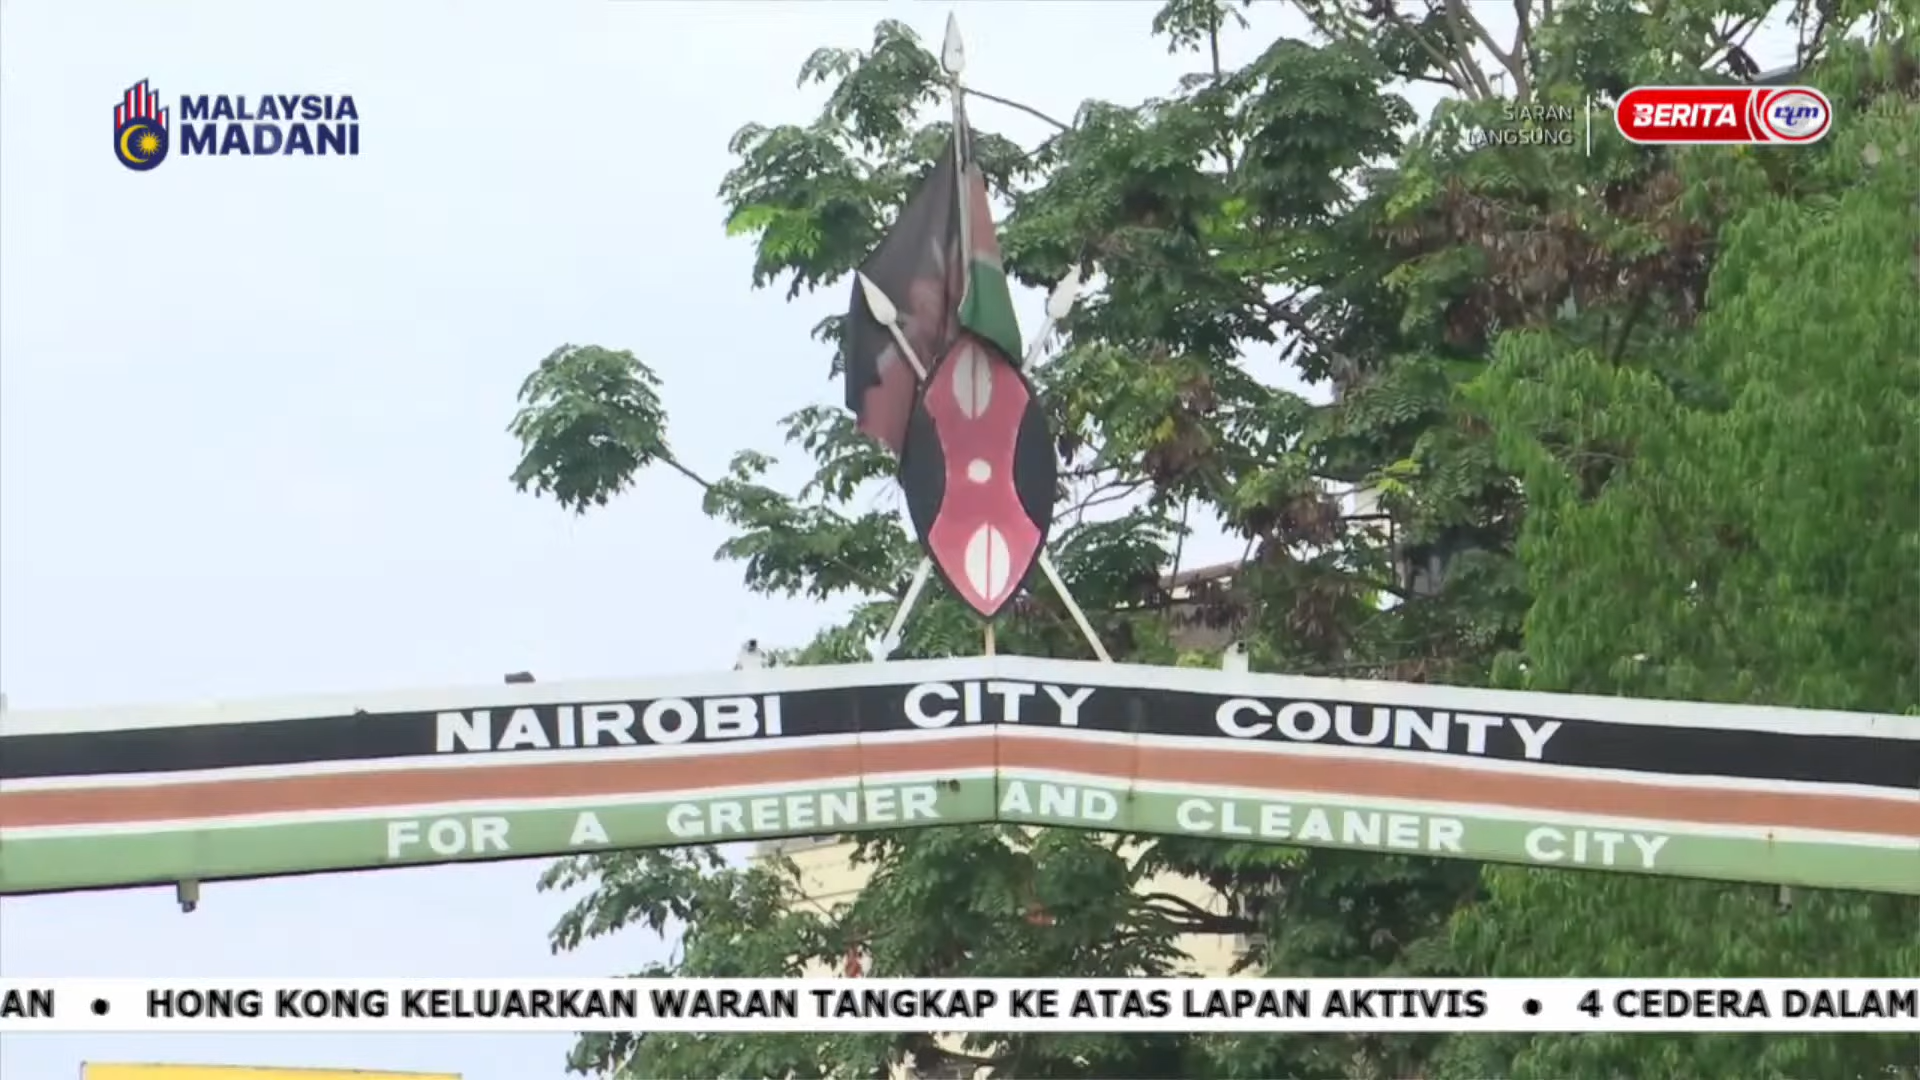 MALAYSIA
MADANI
SIARAN
LANGSUNG
BERITA rtm
NAIROBI CITY COUNTY
FOR A GREENER AND CLEANER CITY
AN • HONG KONG KELUARKAN WARAN TANGKAP KE ATAS LAPAN AKTIVIS • 4 CEDERA DALAM